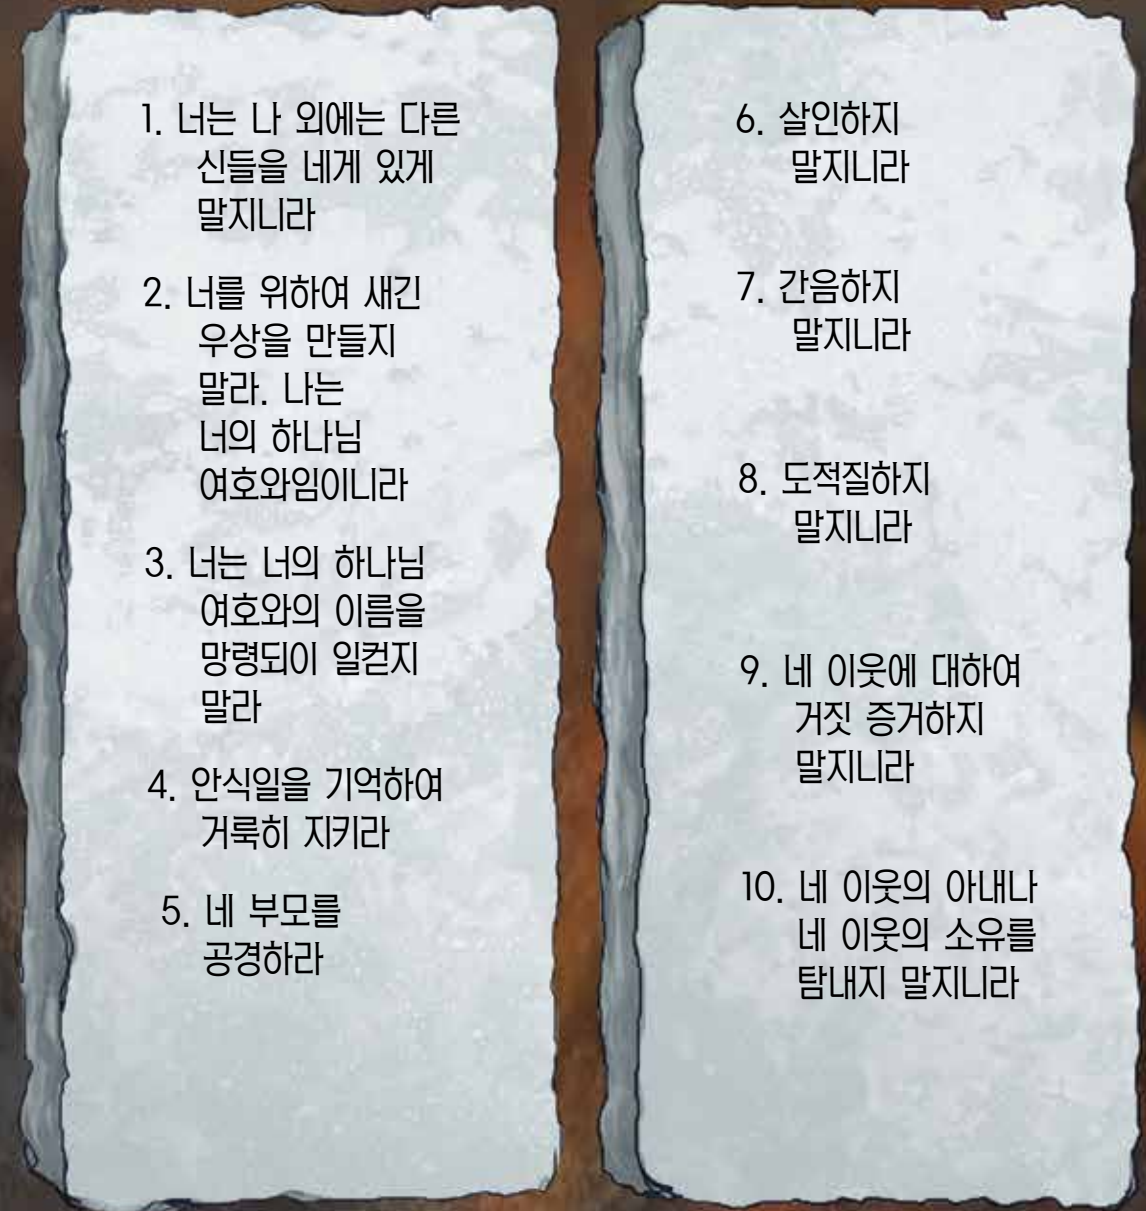 1. 너는 나 외에는 다른
신들을 네게 있게
말지니라
2. 너를 위하여 새긴
우상을 만들지
말라. 나는
너의 하나님
여호와임이니라
3. 너는 너의 하나님
여호와의 이름을
망령되이 일컫지
말라
4. 안식일을 기억하여
거룩히 지키라
5. 네 부모를
공경하라
6. 살인하지
말지니라
7. 간음하지
말지니라
8. 도적질하지
말지니라
9. 네 이웃에 대하여
거짓 증거하지
말지니라
10. 네 이웃의 아내나
네 이웃의 소유를
탐내지 말지니라